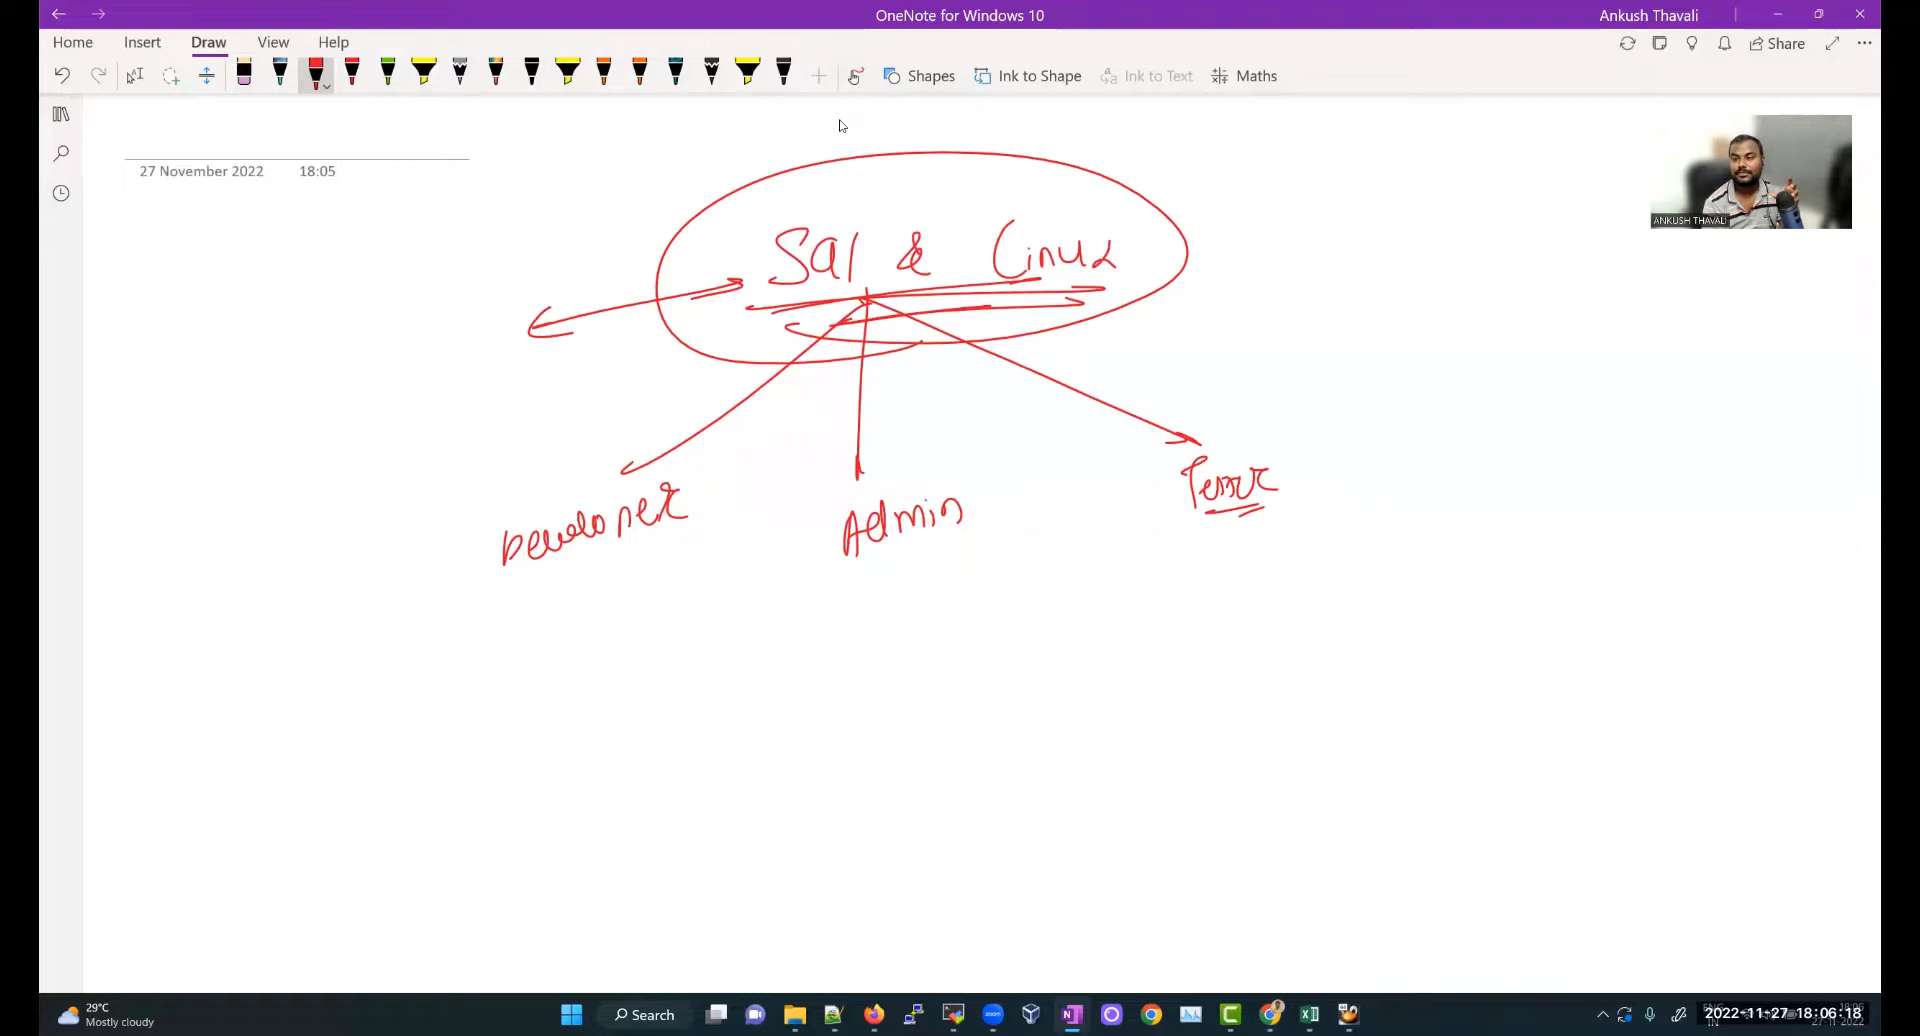 OneNote for Windows 10
Ankush Thavali
Home Insert Draw View Help
Share
Shapes Ink to Shape Ink to Text Maths
27 November 2022 18:05
ANKUSH THAVALI
Sql & Linux
Developer
Admin
Tester
29°C
Mostly cloudy
Search
zoom
2022-11-27 18:06:18